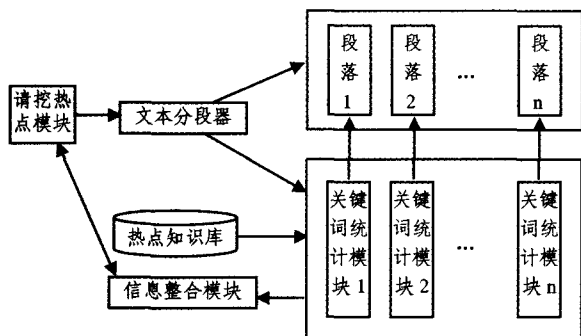 请挖热
点模块
文本分段器
热点知识库
信息整合模块
段
落
1
段
落
2
...
段
落
n
关键
词统
计模
块1
关键
词统
计模
块2
...
关键
词统
计模
块n